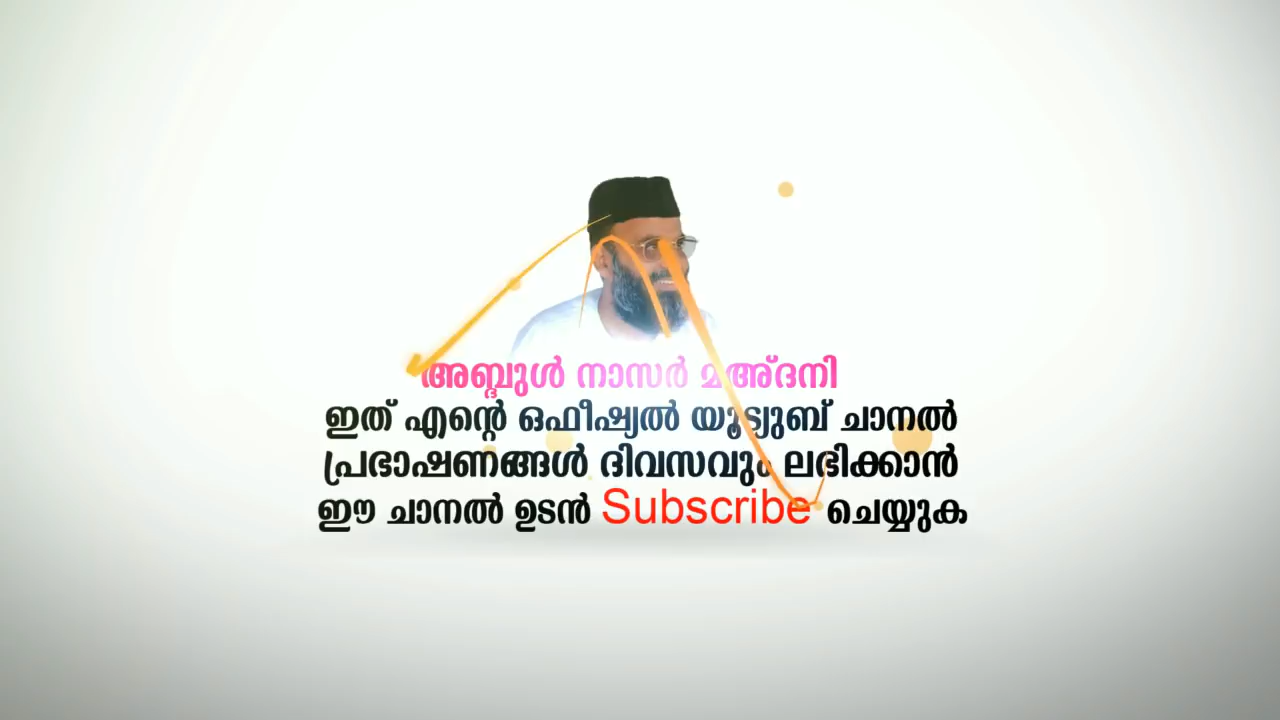 അബ്ദുൾ നാസർ മഅ്ദനി
ഇത് എന്റെ ഒഫീഷ്യൽ യൂട്യുബ് ചാനൽ
പ്രഭാഷണങ്ങൾ ദിവസവും ലഭിക്കാൻ
ഈ ചാനൽ ഉടൻ Subscribe ചെയ്യുക